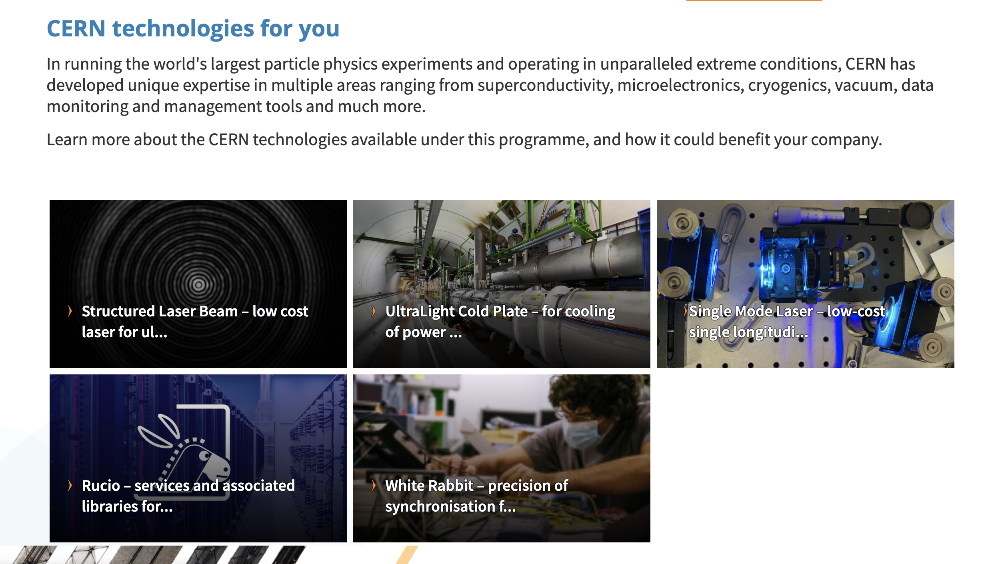 CERN technologies for you
In running the world's largest particle physics experiments and operating in unparalleled extreme conditions, CERN has
developed unique expertise in multiple areas ranging from superconductivity, microelectronics, cryogenics, vacuum, data
monitoring and management tools and much more.
Learn more about the CERN technologies available under this programme, and how it could benefit your company.
Structured Laser Beam – low cost
laser for ul...
UltraLight Cold Plate – for cooling
of power ...
THORLABS
Single Mode Laser – low-cost
single longitudi...
Rucio – services and associated
libraries for...
White Rabbit – precision of
synchronisation f...